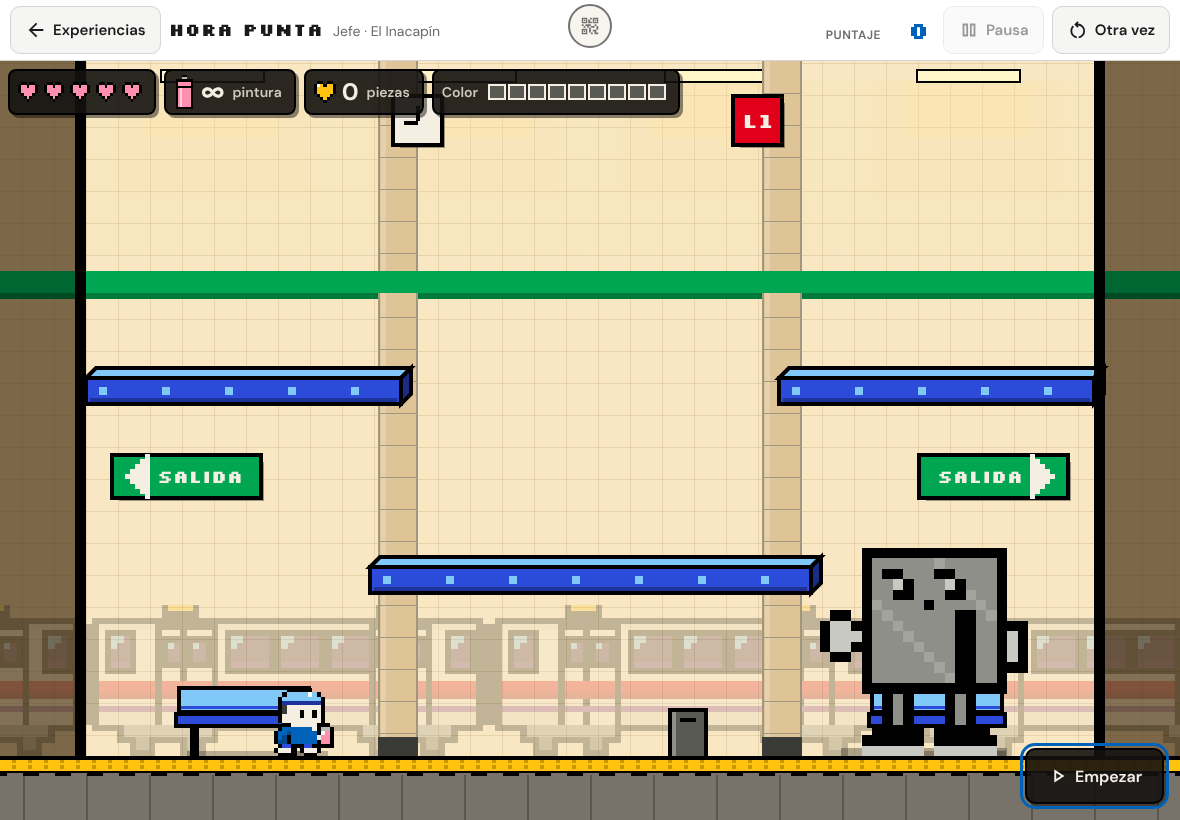 Experiencias
HORA PUNTA
Jefe · El Inacapín
PUNTAJE
0
Pausa
Otra vez
∞ pintura
0 piezas
Color
L1
SALIDA
SALIDA
Empezar